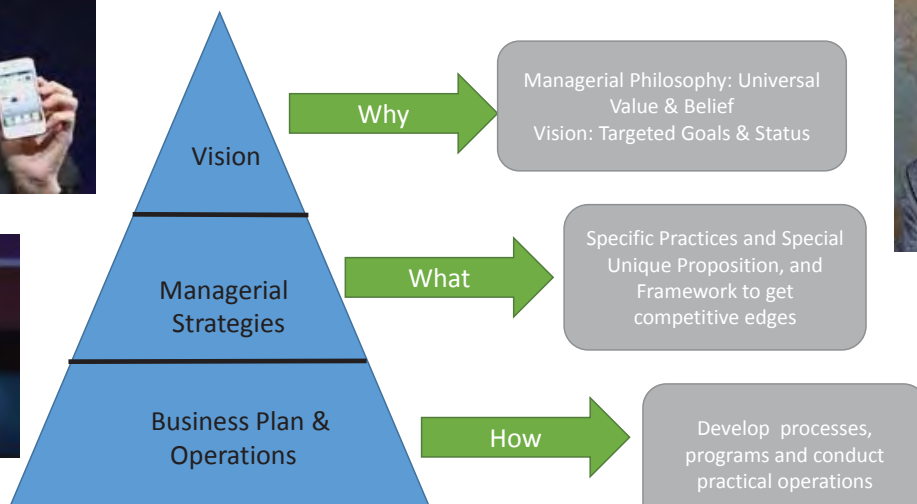 Vision
Why
Managerial Philosophy: Universal
Value & Belief
Vision: Targeted Goals & Status
Managerial
Strategies
What
Specific Practices and Special
Unique Proposition, and
Framework to get
competitive edges
Business Plan &
Operations
How
Develop processes,
programs and conduct
practical operations